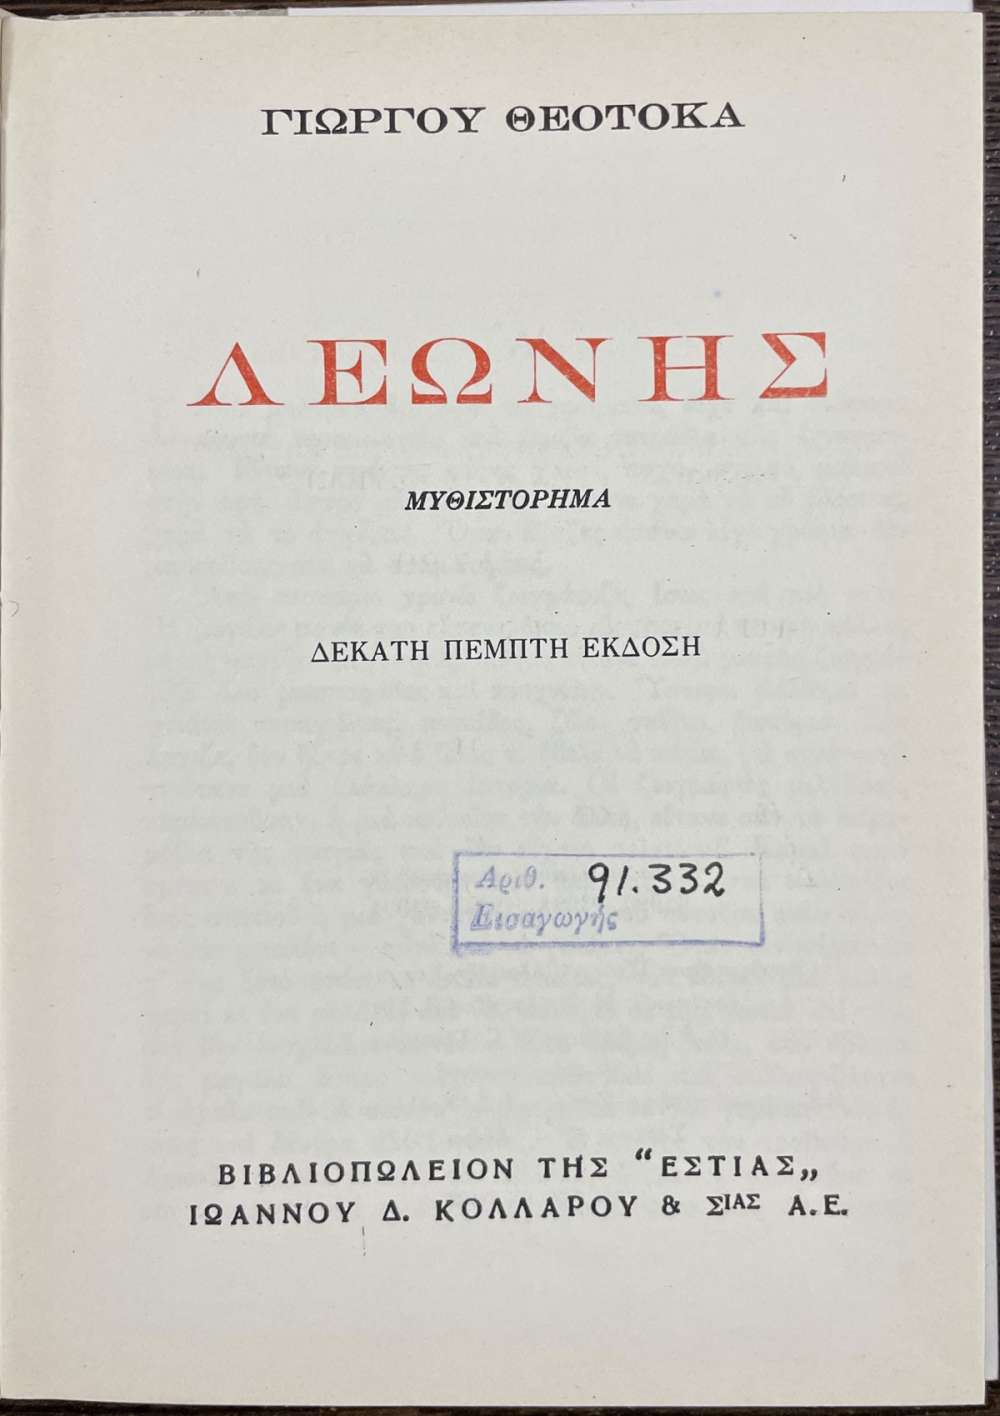 ΓΙΩΡΓΟΥ ΘΕΟΤΟΚΑ
ΛΕΩΝΗΣ
ΜΥΘΙΣΤΟΡΗΜΑ
ΔΕΚΑΤΗ ΠΕΜΠΤΗ ΕΚΔΟΣΗ
Αριθ. 91.332
Εισαγωγής
ΒΙΒΛΙΟΠΩΛΕΙΟΝ ΤΗΣ "ΕΣΤΙΑΣ„
ΙΩΑΝΝΟΥ Δ. ΚΟΛΛΑΡΟΥ & ΣΙΑΣ Α.Ε.